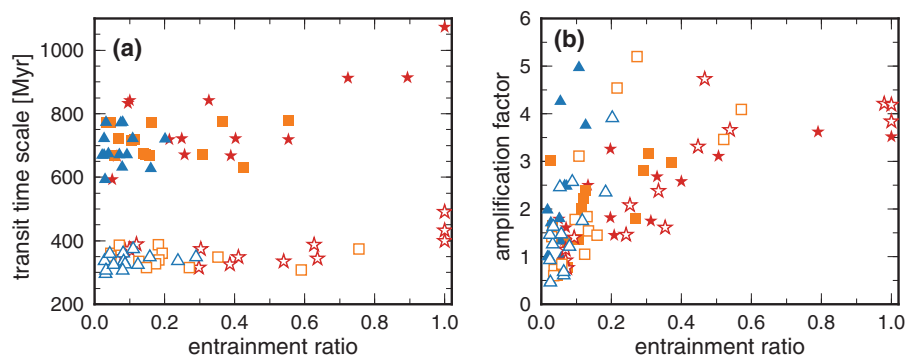 (a)
transit time scale [Myr]
1000
800
600
400
200
0.0 0.2 0.4 0.6 0.8 1.0
entrainment ratio
(b)
amplification factor
6
5
4
3
2
1
0
0.0 0.2 0.4 0.6 0.8 1.0
entrainment ratio